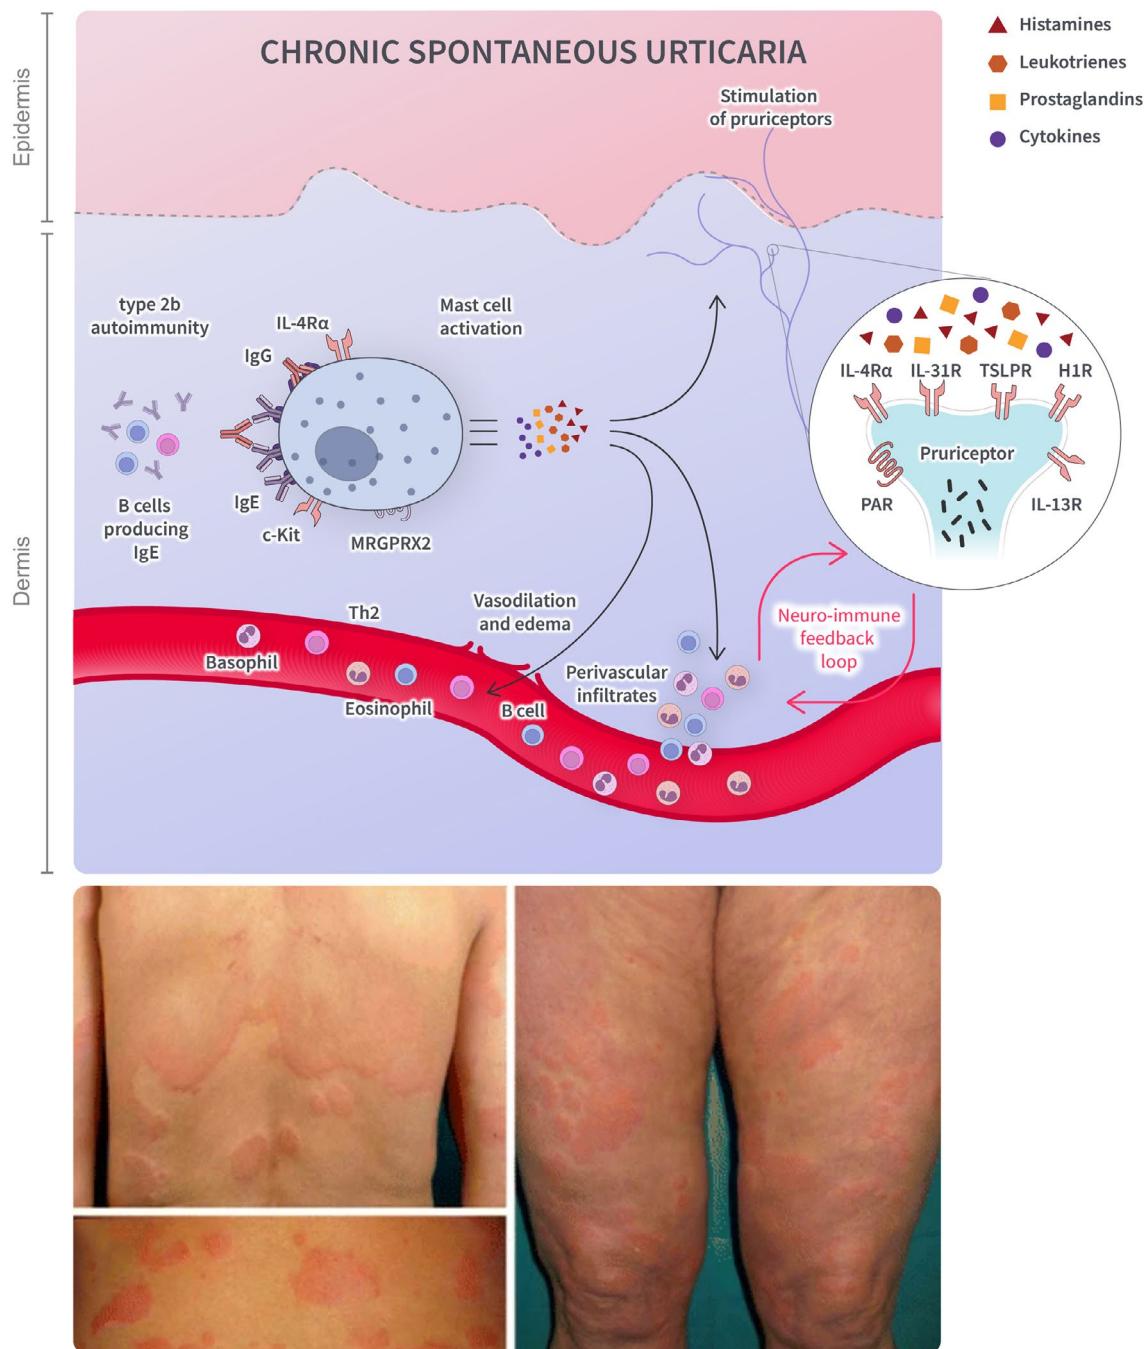 CHRONIC SPONTANEOUS URTICARIA
Histamines
Leukotrienes
Prostaglandins
Cytokines
Epidermis
Stimulation
of pruriceptors
Dermis
type 2b
autoimmunity
IL-4Rα
IgG
Mast cell
activation
B cells
producing
IgE
IgE
c-Kit
MRGPRX2
IL-4Rα
IL-31R
TSLPR
H1R
Pruriceptor
PAR
IL-13R
Th2
Basophil
Eosinophil
Vasodilation
and edema
B cell
Perivascular
infiltrates
Neuro-immune
feedback
loop